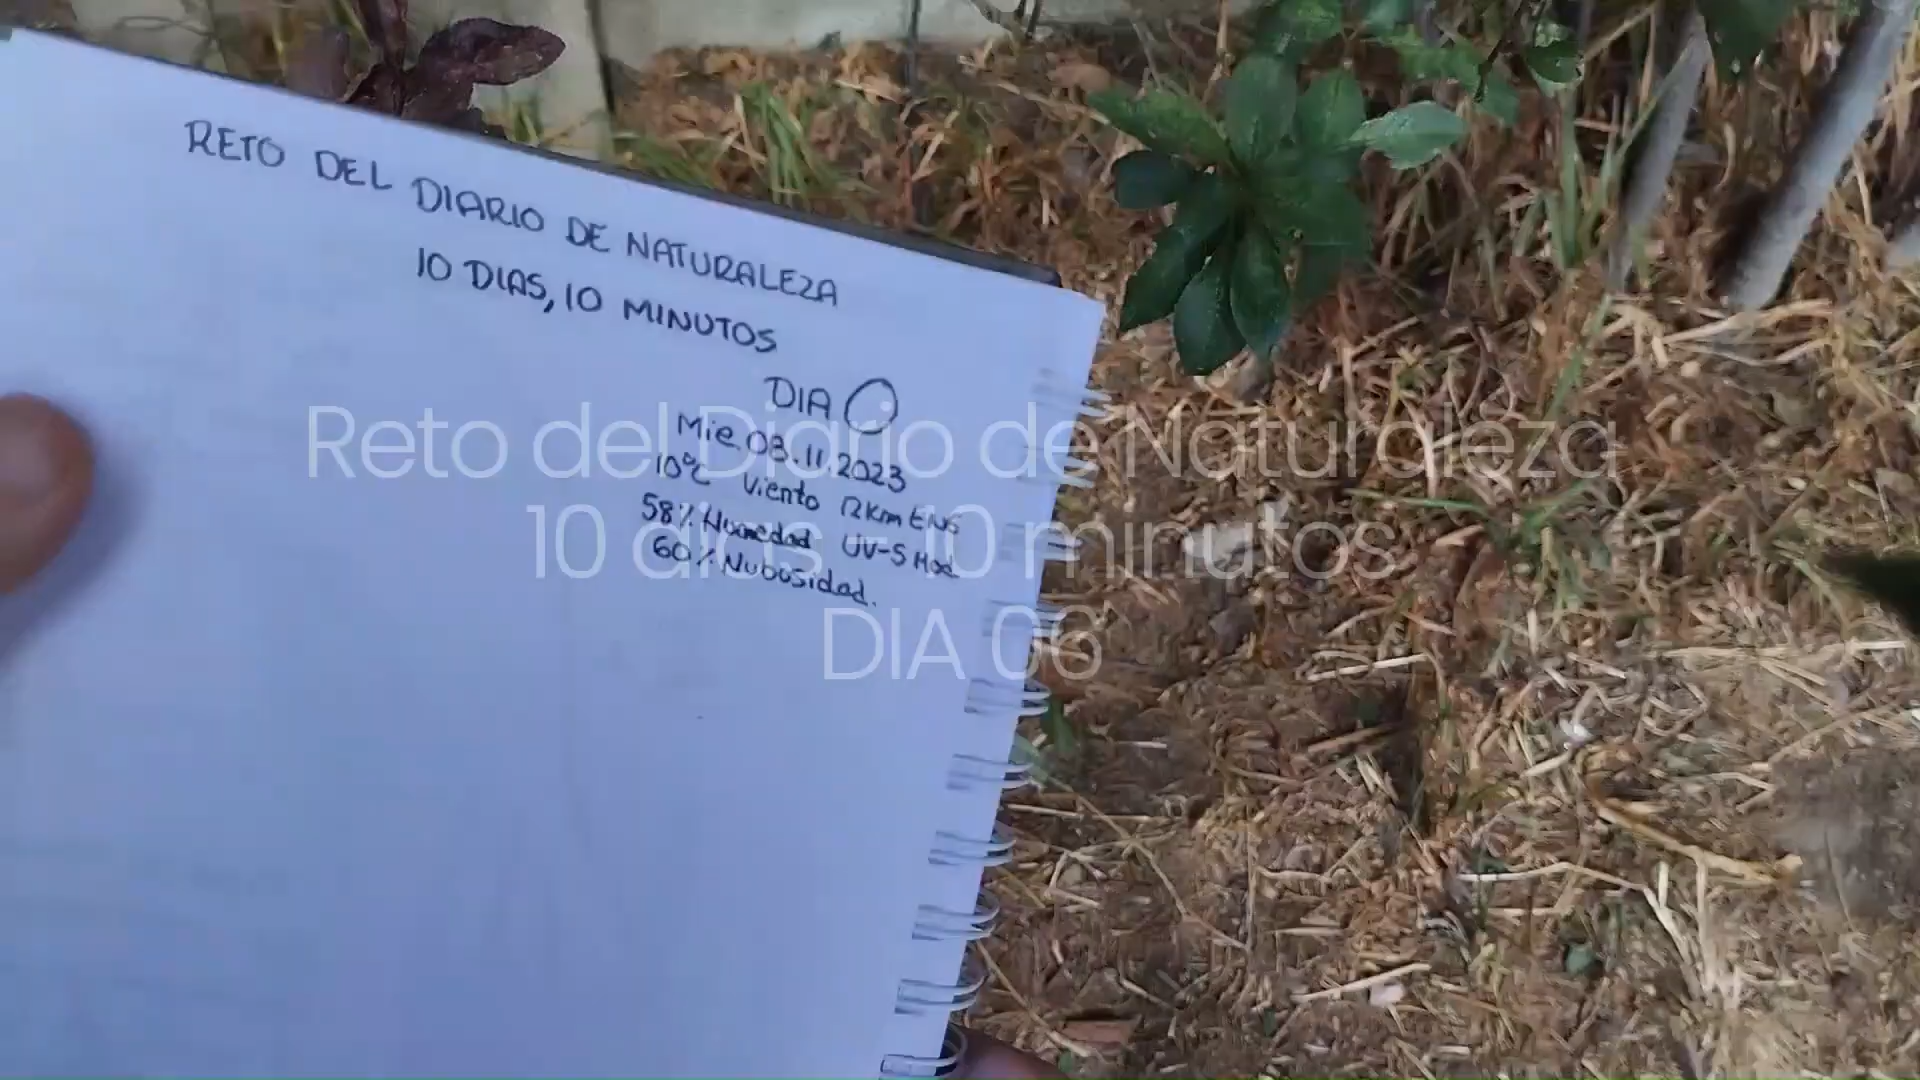 RETO DEL DIARIO DE NATURALEZA
10 DIAS, 10 MINUTOS
DIA
Mie 08.11.2023
10°C Viento 12Km ENE
58% Humedad UV-5 Mod
60% Nubosidad.
Reto del Diario de Naturaleza
10 dias - 10 minutos
DIA 06